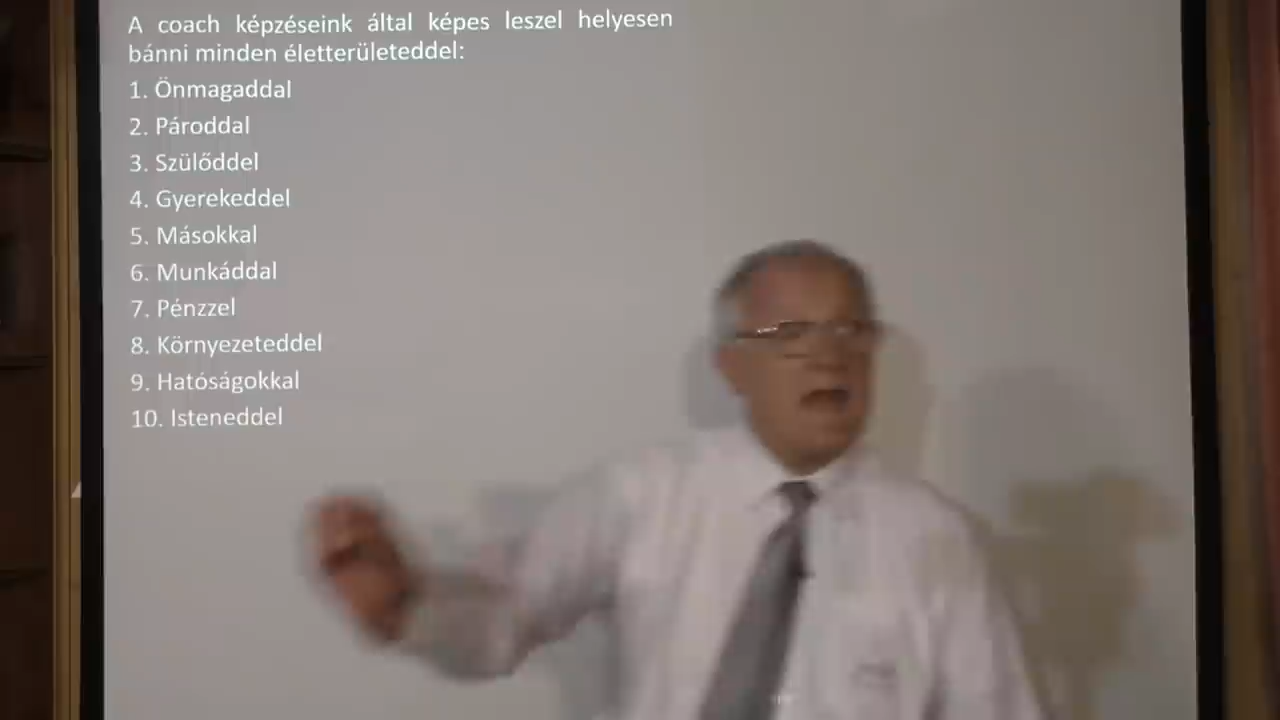 A coach képzéseink által képes leszel helyesen
bánni minden életterületeddel:
1. Önmagaddal
2. Pároddal
3. Szülőddel
4. Gyerekeddel
5. Másokkal
6. Munkáddal
7. Pénzzel
8. Környezeteddel
9. Hatóságokkal
10. Isteneddel